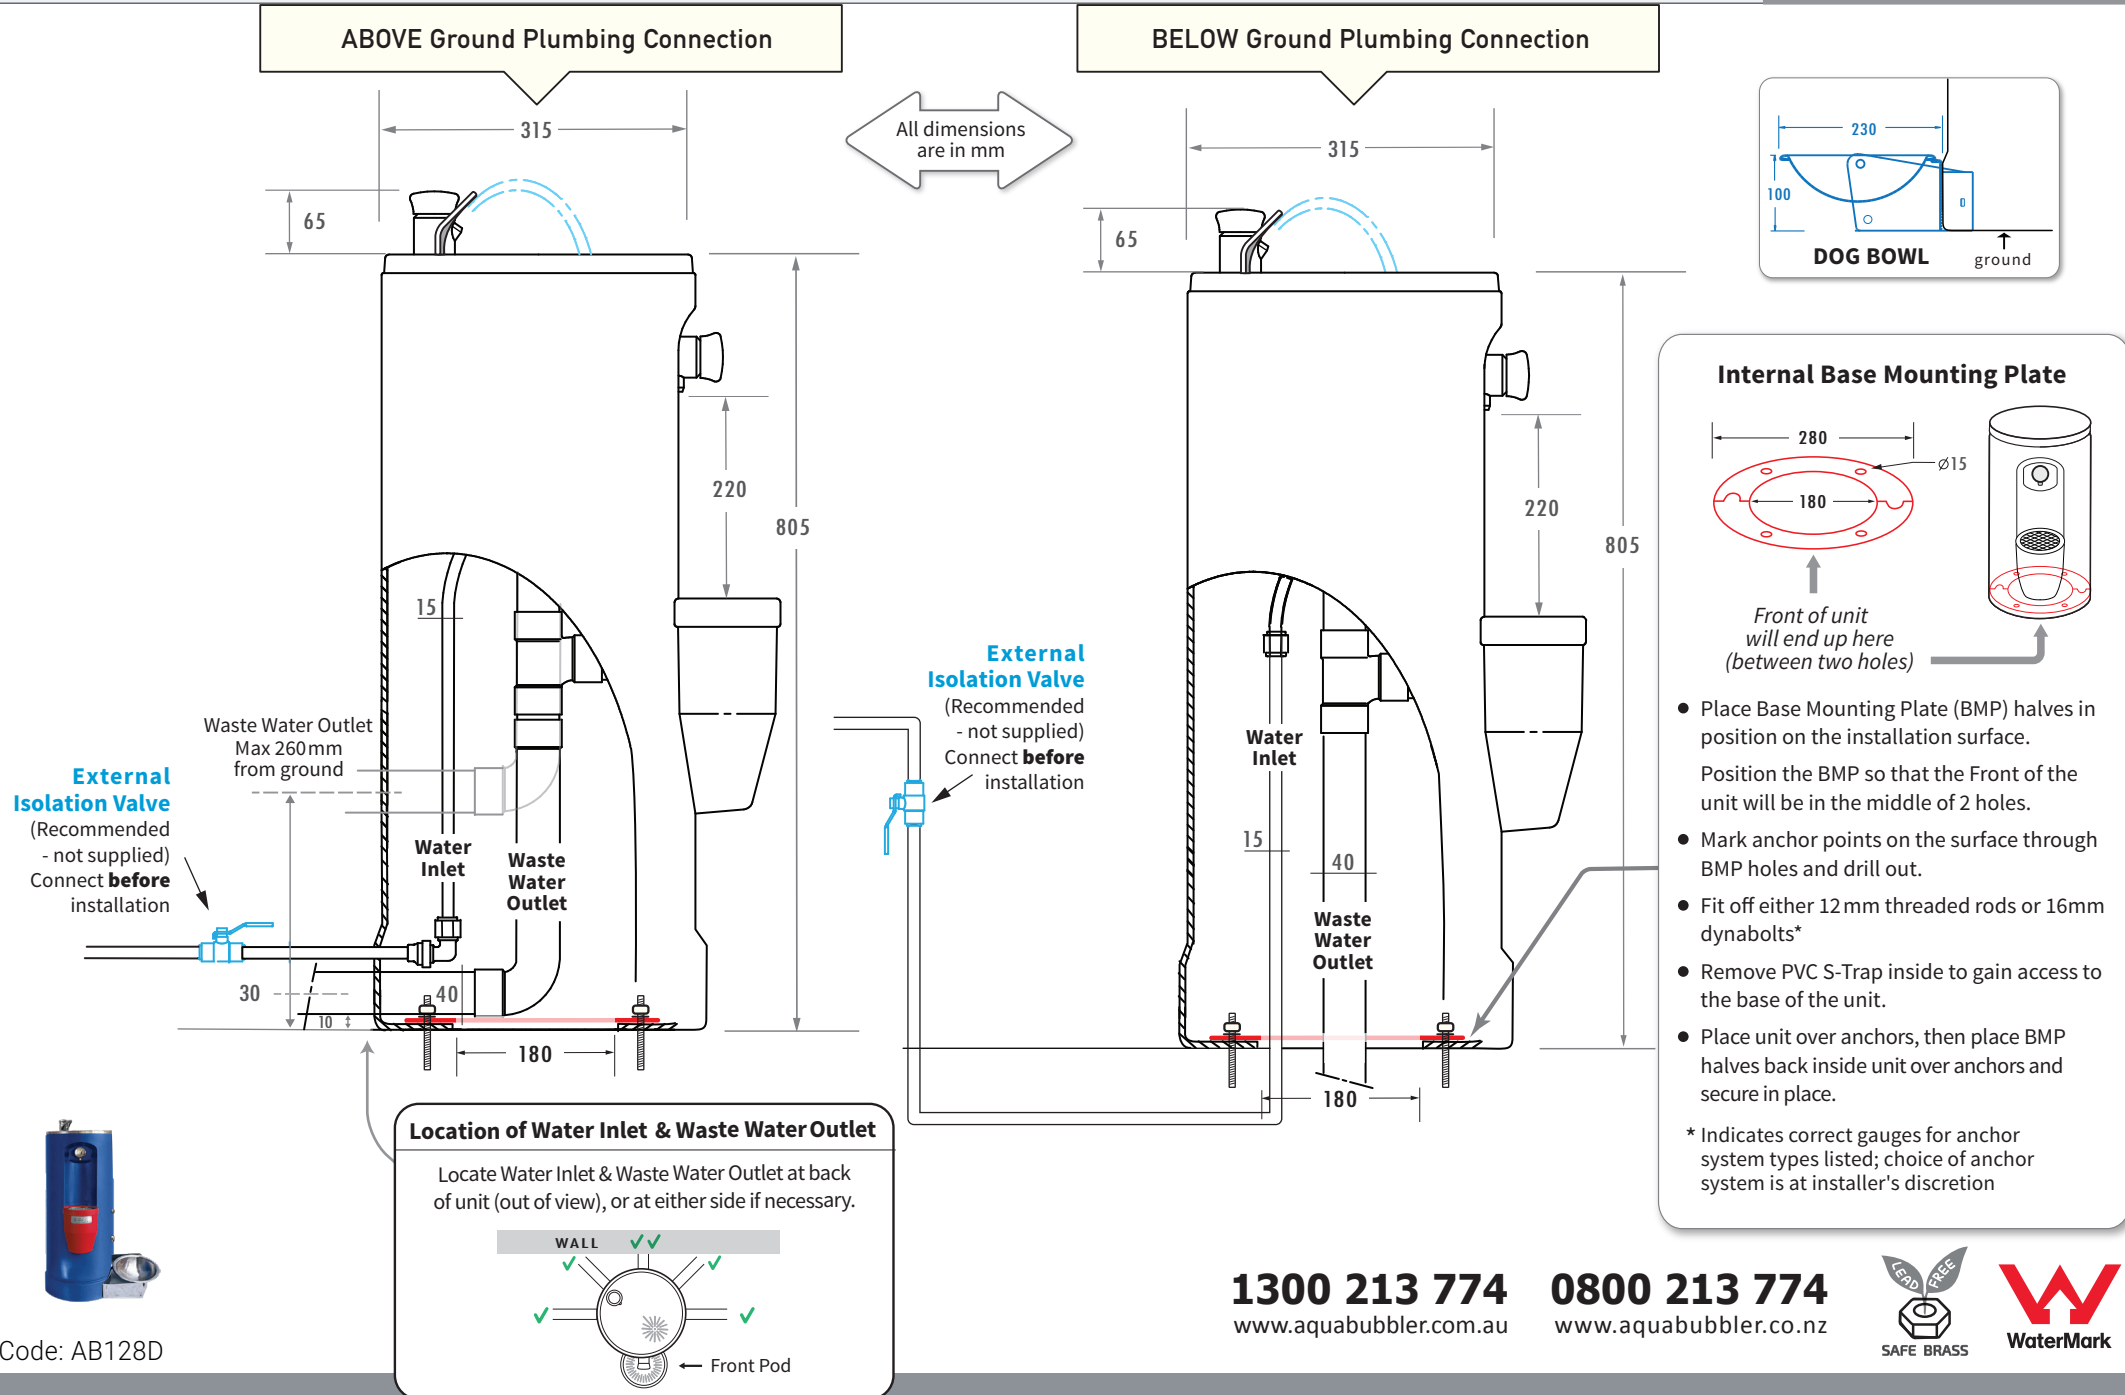 ABOVE Ground Plumbing Connection
315
65
15
220
805
Waste Water Outlet
Max 260mm
from ground
External
Isolation Valve
(Recommended
- not supplied)
Connect before
installation
Water
Inlet
Waste
Water
Outlet
30
40
10
180
All dimensions
are in mm
BELOW Ground Plumbing Connection
315
65
220
805
External
Isolation Valve
(Recommended
- not supplied)
Connect before
installation
Water
Inlet
15
40
Waste
Water
Outlet
180
230
100
DOG BOWL
ground
Internal Base Mounting Plate
280
Ø15
180
Front of unit
will end up here
(between two holes)
● Place Base Mounting Plate (BMP) halves in
position on the installation surface.
Position the BMP so that the Front of the
unit will be in the middle of 2 holes.
● Mark anchor points on the surface through
BMP holes and drill out.
● Fit off either 12mm threaded rods or 16mm
dynabolts*
● Remove PVC S-Trap inside to gain access to
the base of the unit.
● Place unit over anchors, then place BMP
halves back inside unit over anchors and
secure in place.
* Indicates correct gauges for anchor
system types listed; choice of anchor
system is at installer's discretion
Location of Water Inlet & Waste Water Outlet
Locate Water Inlet & Waste Water Outlet at back
of unit (out of view), or at either side if necessary.
WALL
Front Pod
Code: AB128D
1300 213 774
www.aquabubbler.com.au
0800 213 774
www.aquabubbler.co.nz
LEAD FREE
SAFE BRASS
WaterMark